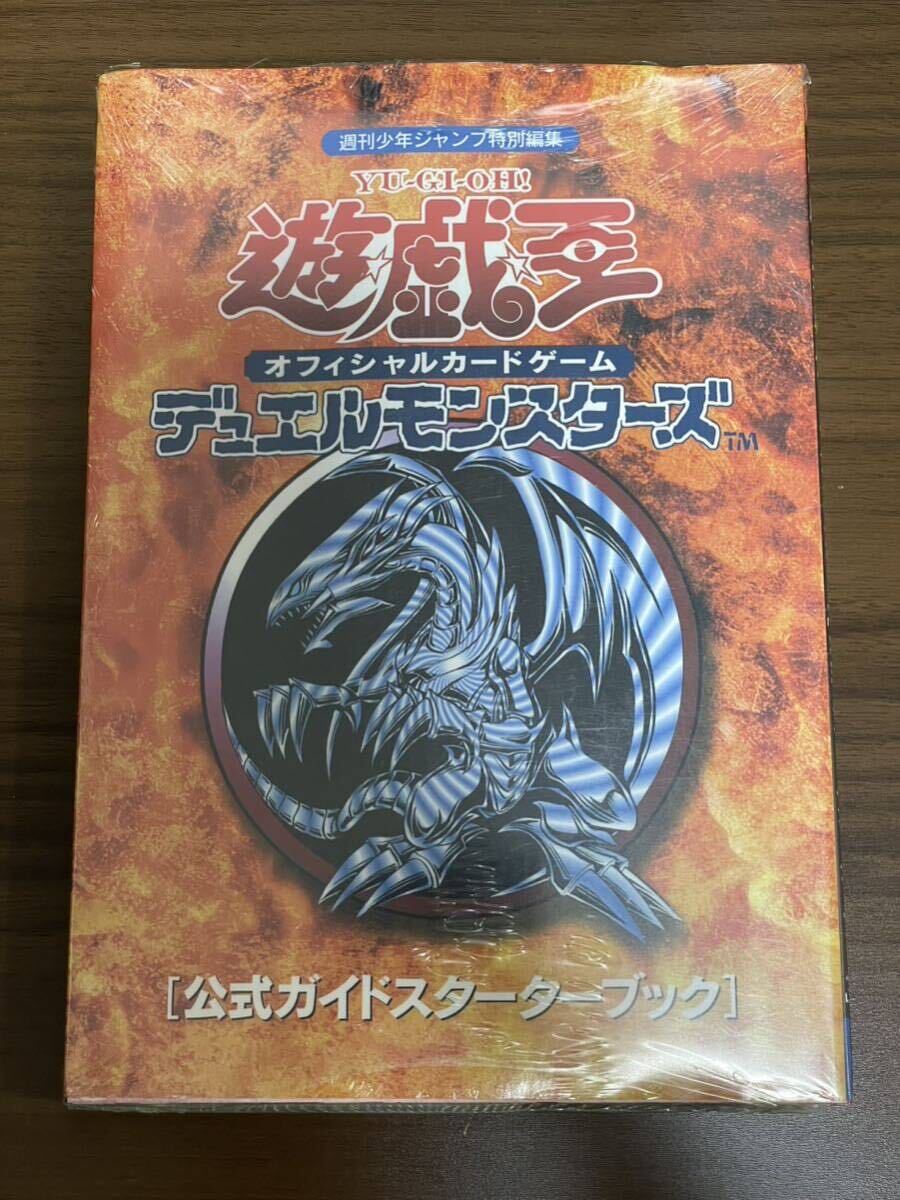 週刊少年ジャンプ特別編集
YU-GI-OH!
遊戯王
オフィシャルカードゲーム
デュエルモンスターズ™
[公式ガイドスターターブック]